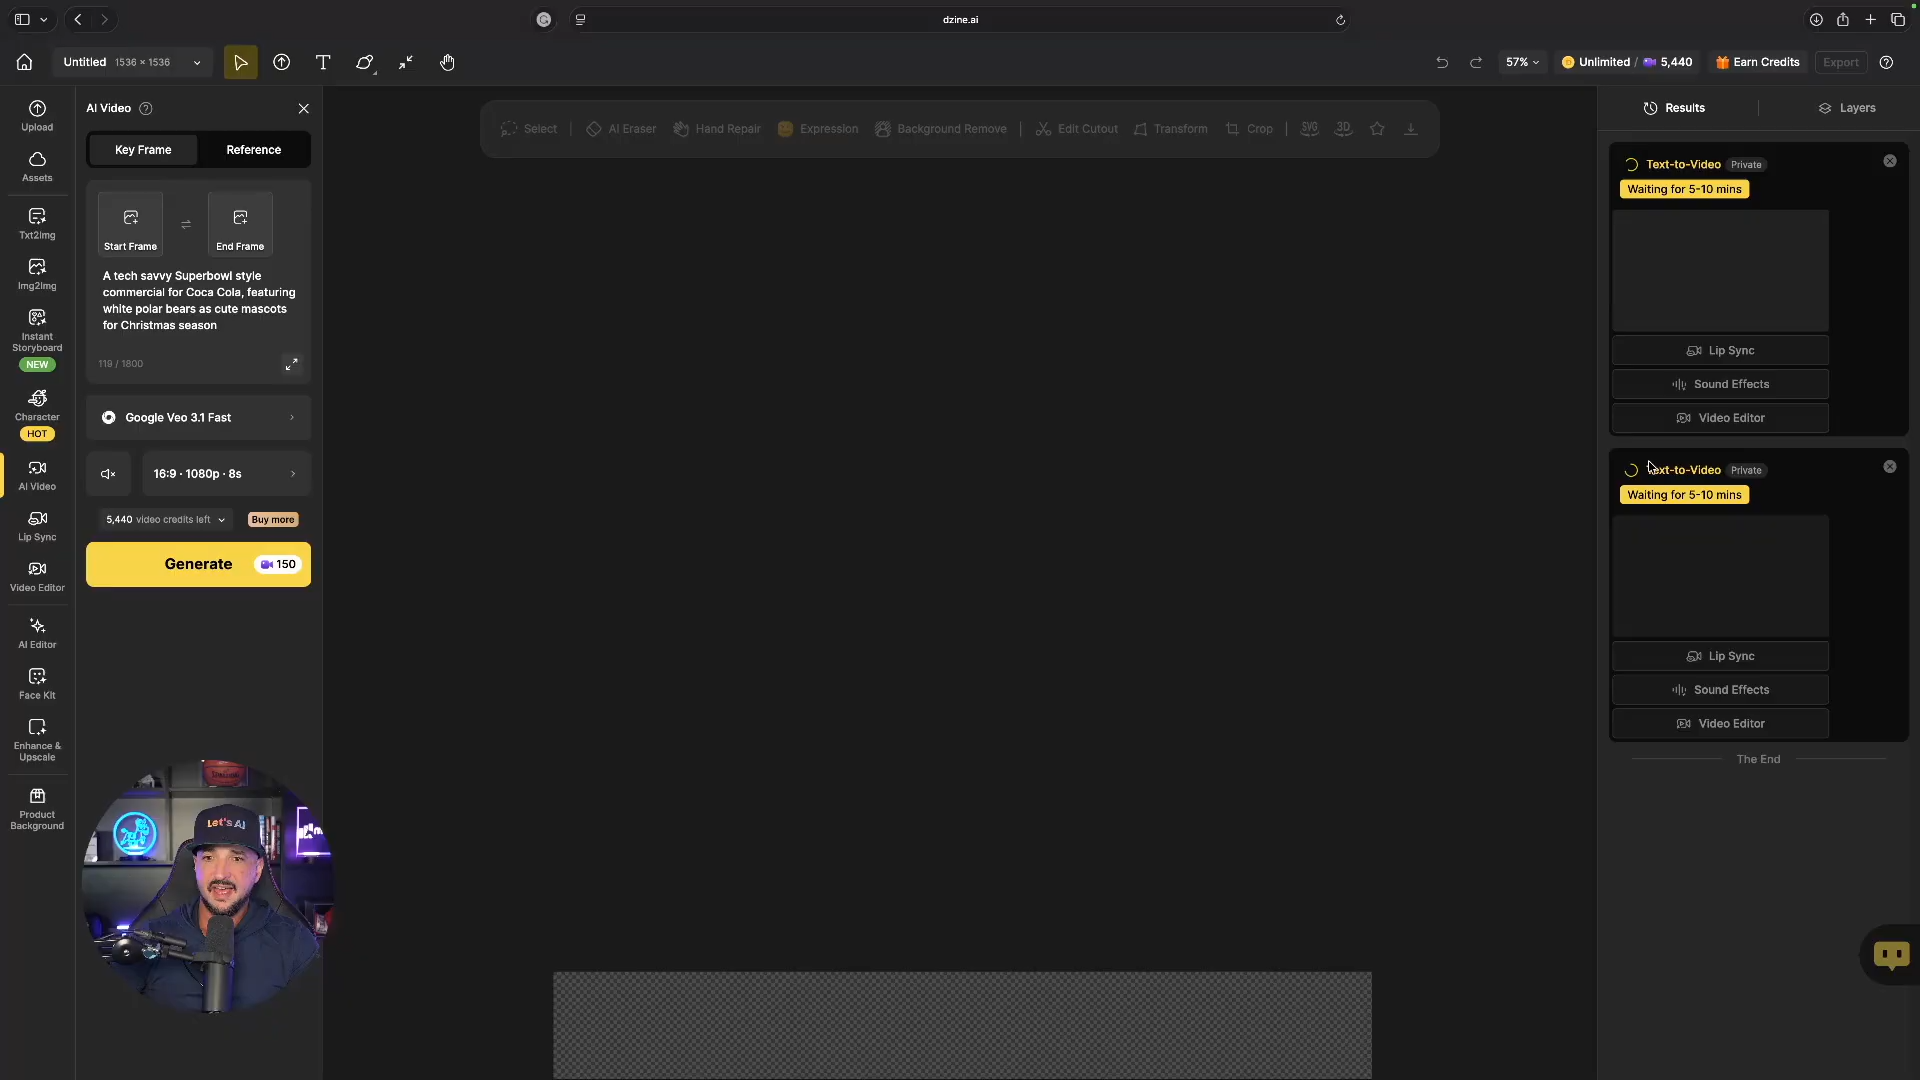 dzine.ai
Untitled 1536 × 1536
57%
Unlimited / 5,440
Earn Credits
Export
Upload
Assets
Txt2Img
Img2Img
Instant
Storyboard
NEW
Character
HOT
AI Video
Lip Sync
Video Editor
AI Editor
Face Kit
Enhance &
Upscale
Product
Background
AI Video
Key Frame
Reference
Start Frame
End Frame
A tech savvy Superbowl style
commercial for Coca Cola, featuring
white polar bears as cute mascots
for Christmas season
119 / 1800
Google Veo 3.1 Fast
16:9 · 1080p · 8s
5,440 video credits left
Buy more
Generate 150
Let's AI
Select
AI Eraser
Hand Repair
Expression
Background Remove
Edit Cutout
Transform
Crop
SVG
3D
Results
Layers
Text-to-Video Private
Waiting for 5-10 mins
Lip Sync
Sound Effects
Video Editor
Text-to-Video Private
Waiting for 5-10 mins
Lip Sync
Sound Effects
Video Editor
The End